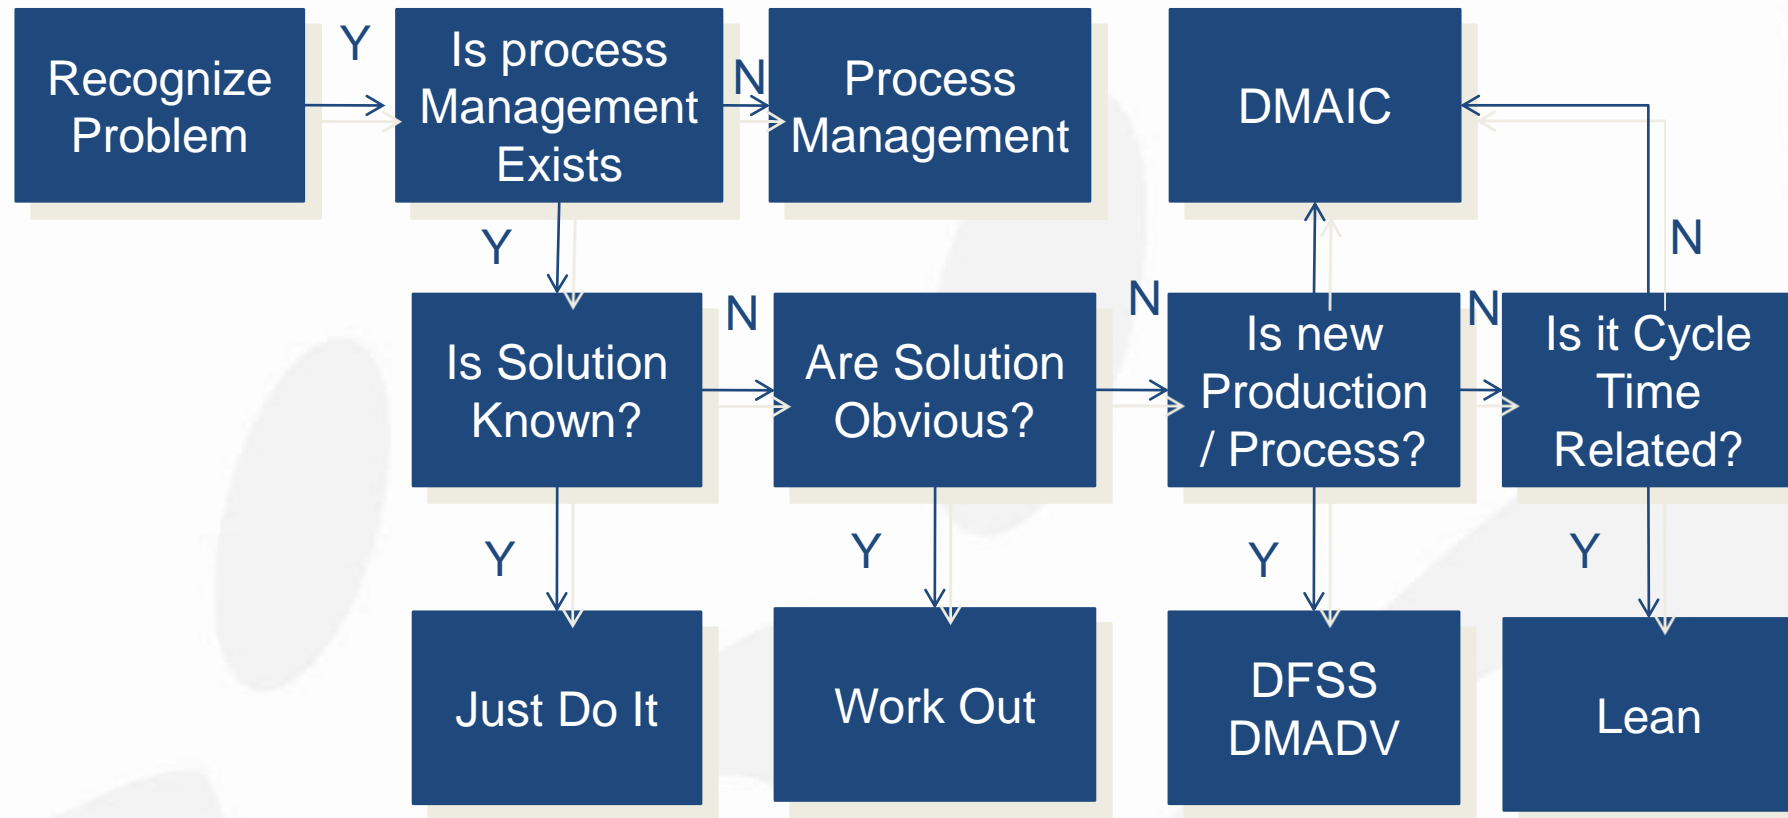 Recognize
Problem
Y
Is process
Management
Exists
N
Process
Management
DMAIC
Y
N
Is Solution
Known?
N
Are Solution
Obvious?
N
Is new
Production
/ Process?
N
Is it Cycle
Time
Related?
Y
Y
Y
Y
Just Do It
Work Out
DFSS
DMADV
Lean